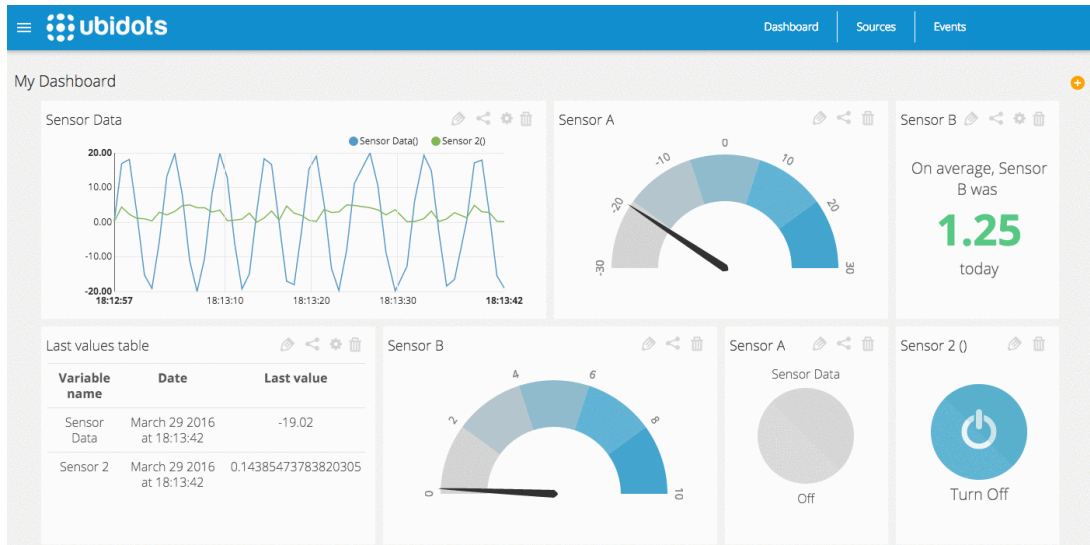 ubidots
Dashboard
Sources
Events
My Dashboard
Sensor Data
Sensor Data()
Sensor 2()
20.00
10.00
0.00
-10.00
-20.00
18:12:57
18:13:10
18:13:20
18:13:30
18:13:42
Sensor A
-30
-20
-10
0
10
20
30
Sensor B
On average, Sensor
B was
1.25
today
Last values table
Variable
name
Date
Last value
Sensor
Data
March 29 2016
at 18:13:42
-19.02
Sensor 2
March 29 2016
at 18:13:42
0.14385473783820305
Sensor B
0
2
4
6
8
10
Sensor A
Sensor Data
Off
Sensor 2 ()
Turn Off